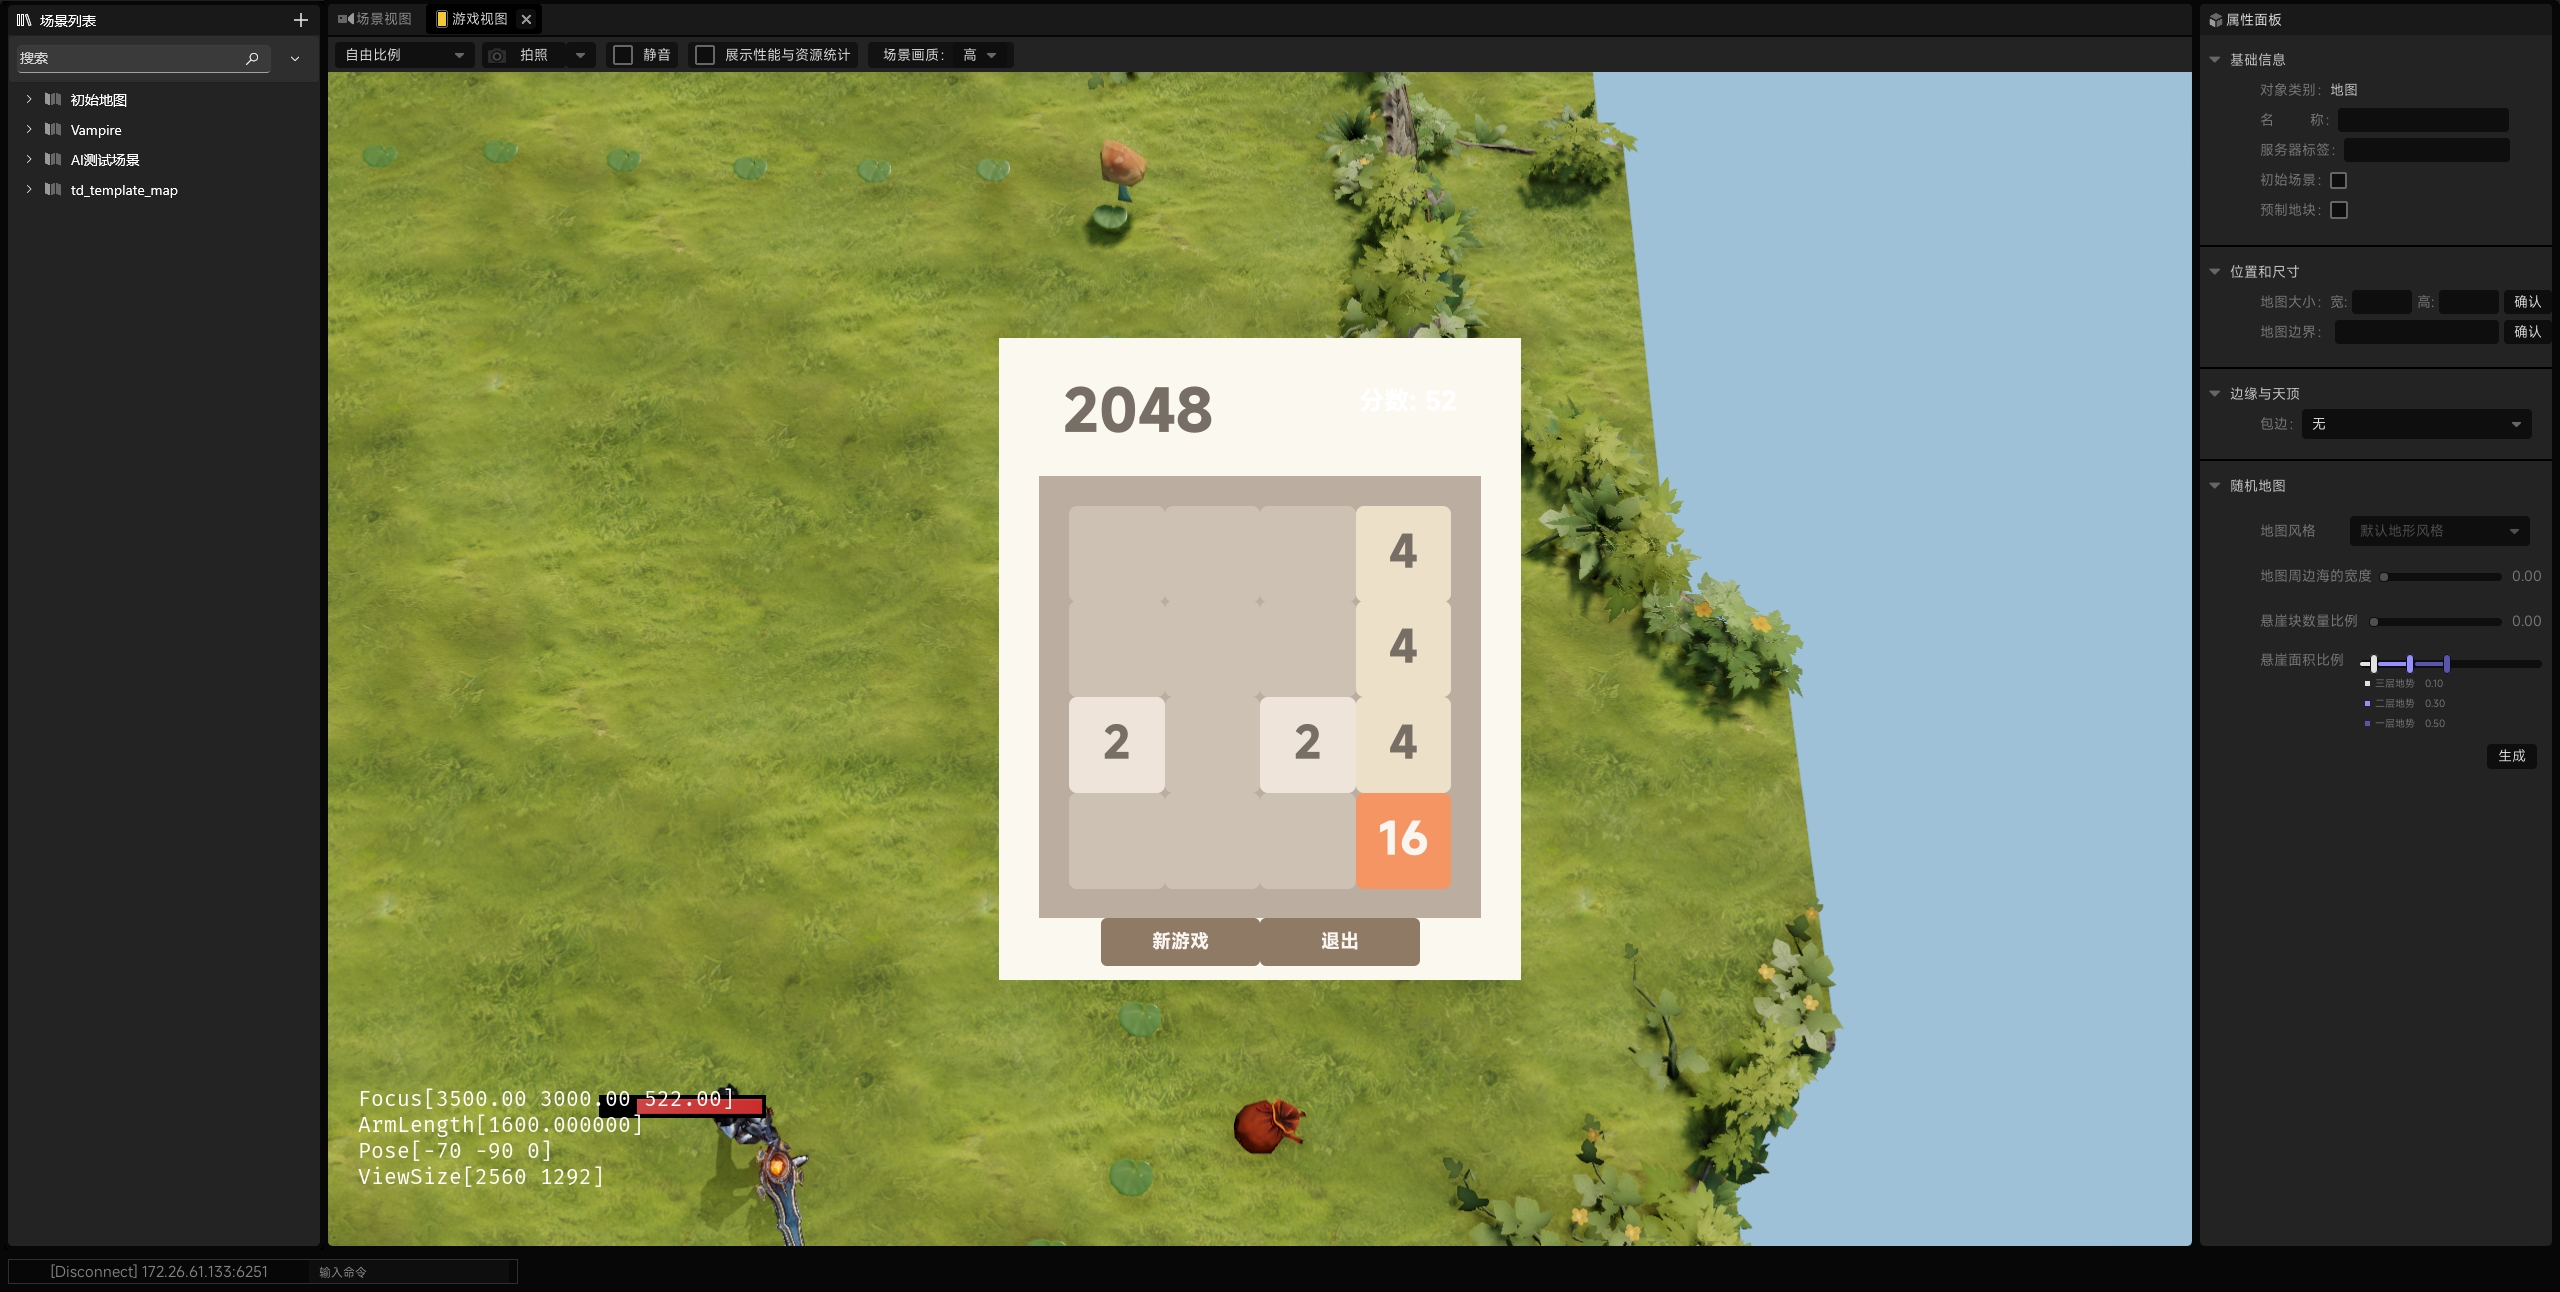 场景列表
搜索
初始地图
Vampire
AI测试场景
td_template_map
场景视图 游戏视图
自由比例 拍照 静音 展示性能与资源统计 场景画质: 高
2048 分数: 52
4
4
2 2 4
16
新游戏 退出
Focus[3500.00 3000.00 522.00]
ArmLength[1600.000000]
Pose[-70 -90 0]
ViewSize[2560 1292]
属性面板
基础信息
对象类别: 地图
名 称:
服务器标签:
初始场景:
预制地块:
位置和尺寸
地图大小: 宽: 高: 确认
地图边界: 确认
边缘与天顶
包边: 无
随机地图
地图风格 默认地形风格
地图周边海的宽度 0.00
悬崖块数量比例 0.00
悬崖面积比例
三层地势 0.10
二层地势 0.30
一层地势 0.50
生成
[Disconnect] 172.26.61.133:6251 输入命令